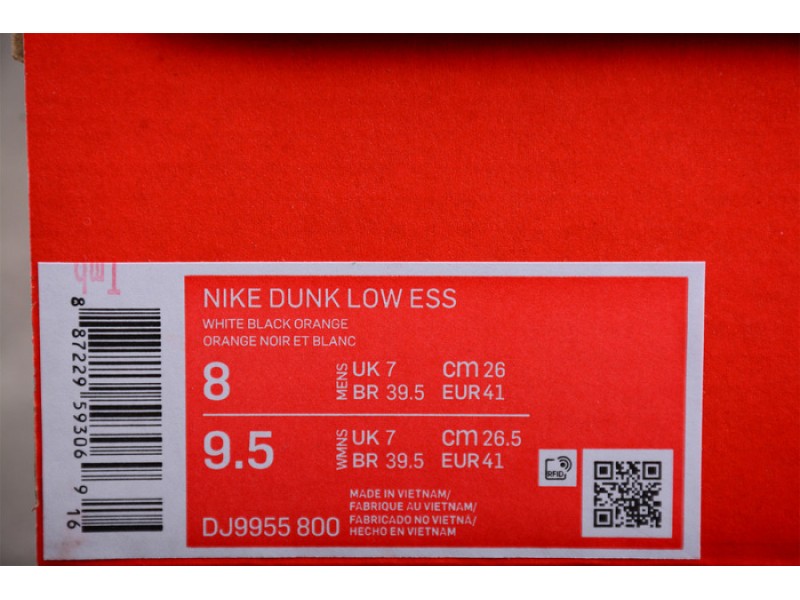 NIKE DUNK LOW ESS
WHITE BLACK ORANGE
ORANGE NOIR ET BLANC
8 MENS UK 7 cm 26
BR 39.5 EUR 41
9.5 WMNS UK 7 cm 26.5
BR 39.5 EUR 41
RFID
MADE IN VIETNAM/
FABRIQUE AU VIETNAM/
FABRICADO NO VIETNÃ/
HECHO EN VIETNAM
DJ9955 800
8 87229 59306 9 16